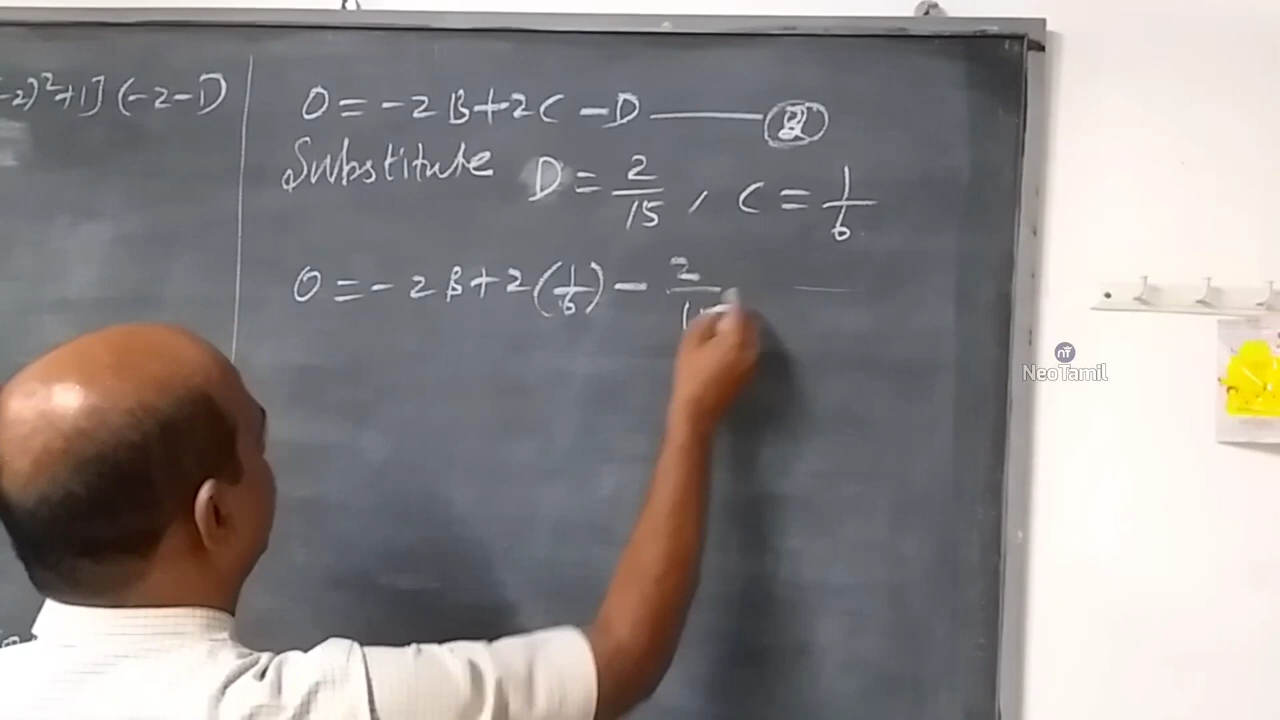 -2)²+1] (-2-1)
0 = -2B+2C-D —— ②
Substitute D = 2/15, C = 1/6
0 = -2B+2(1/6) - 2/15
NeoTamil